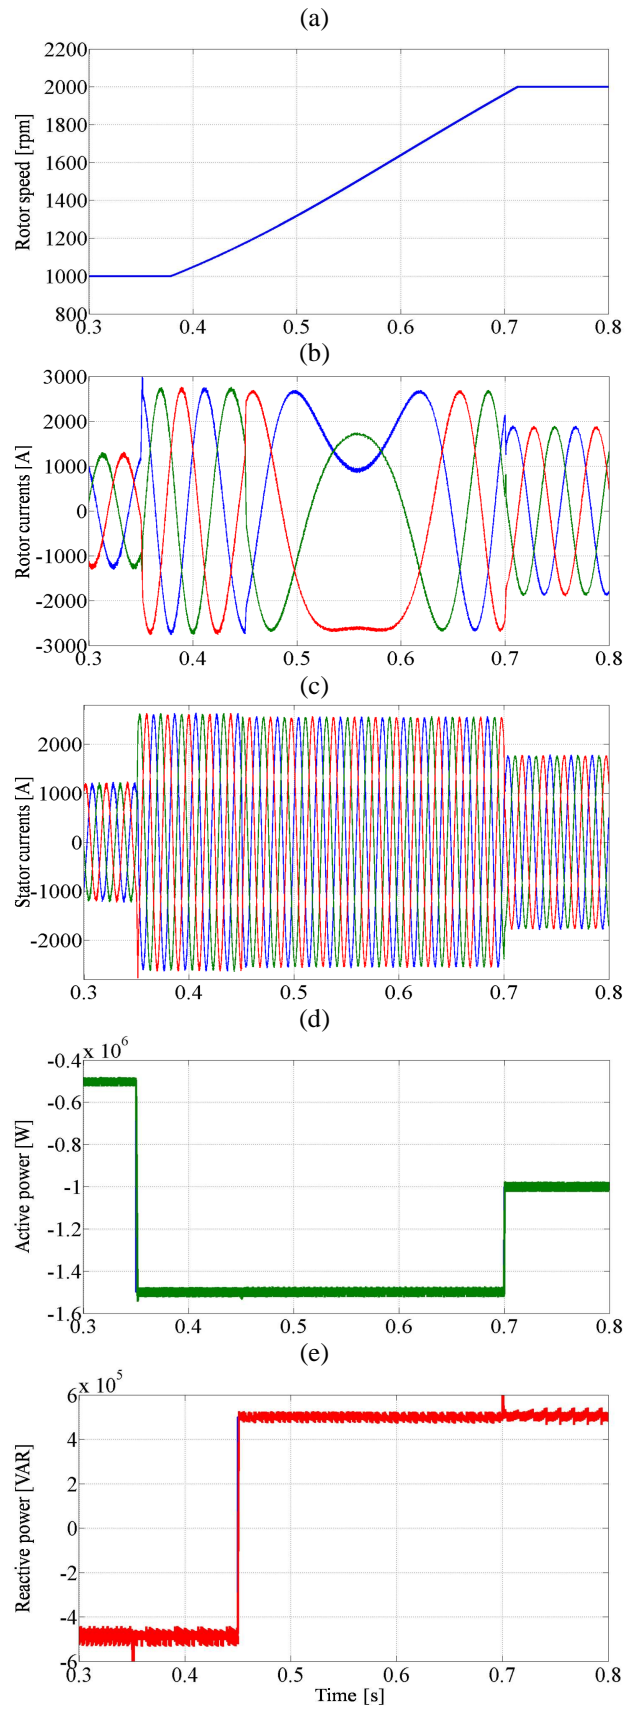 (a)
2200
2000
1800
1600
1400
1200
1000
800
Rotor speed [rpm]
0.3 0.4 0.5 0.6 0.7 0.8
(b)
3000
2000
1000
0
-1000
-2000
-3000
Rotor currents [A]
0.3 0.4 0.5 0.6 0.7 0.8
(c)
2000
1000
0
-1000
-2000
Stator currents [A]
0.3 0.4 0.5 0.6 0.7 0.8
(d)
x 10^6
-0.4
-0.6
-0.8
-1
-1.2
-1.4
-1.6
Active power [W]
0.3 0.4 0.5 0.6 0.7 0.8
(e)
x 10^5
6
4
2
0
-2
-4
-6
Reactive power [VAR]
0.3 0.4 0.5 0.6 0.7 0.8
Time [s]